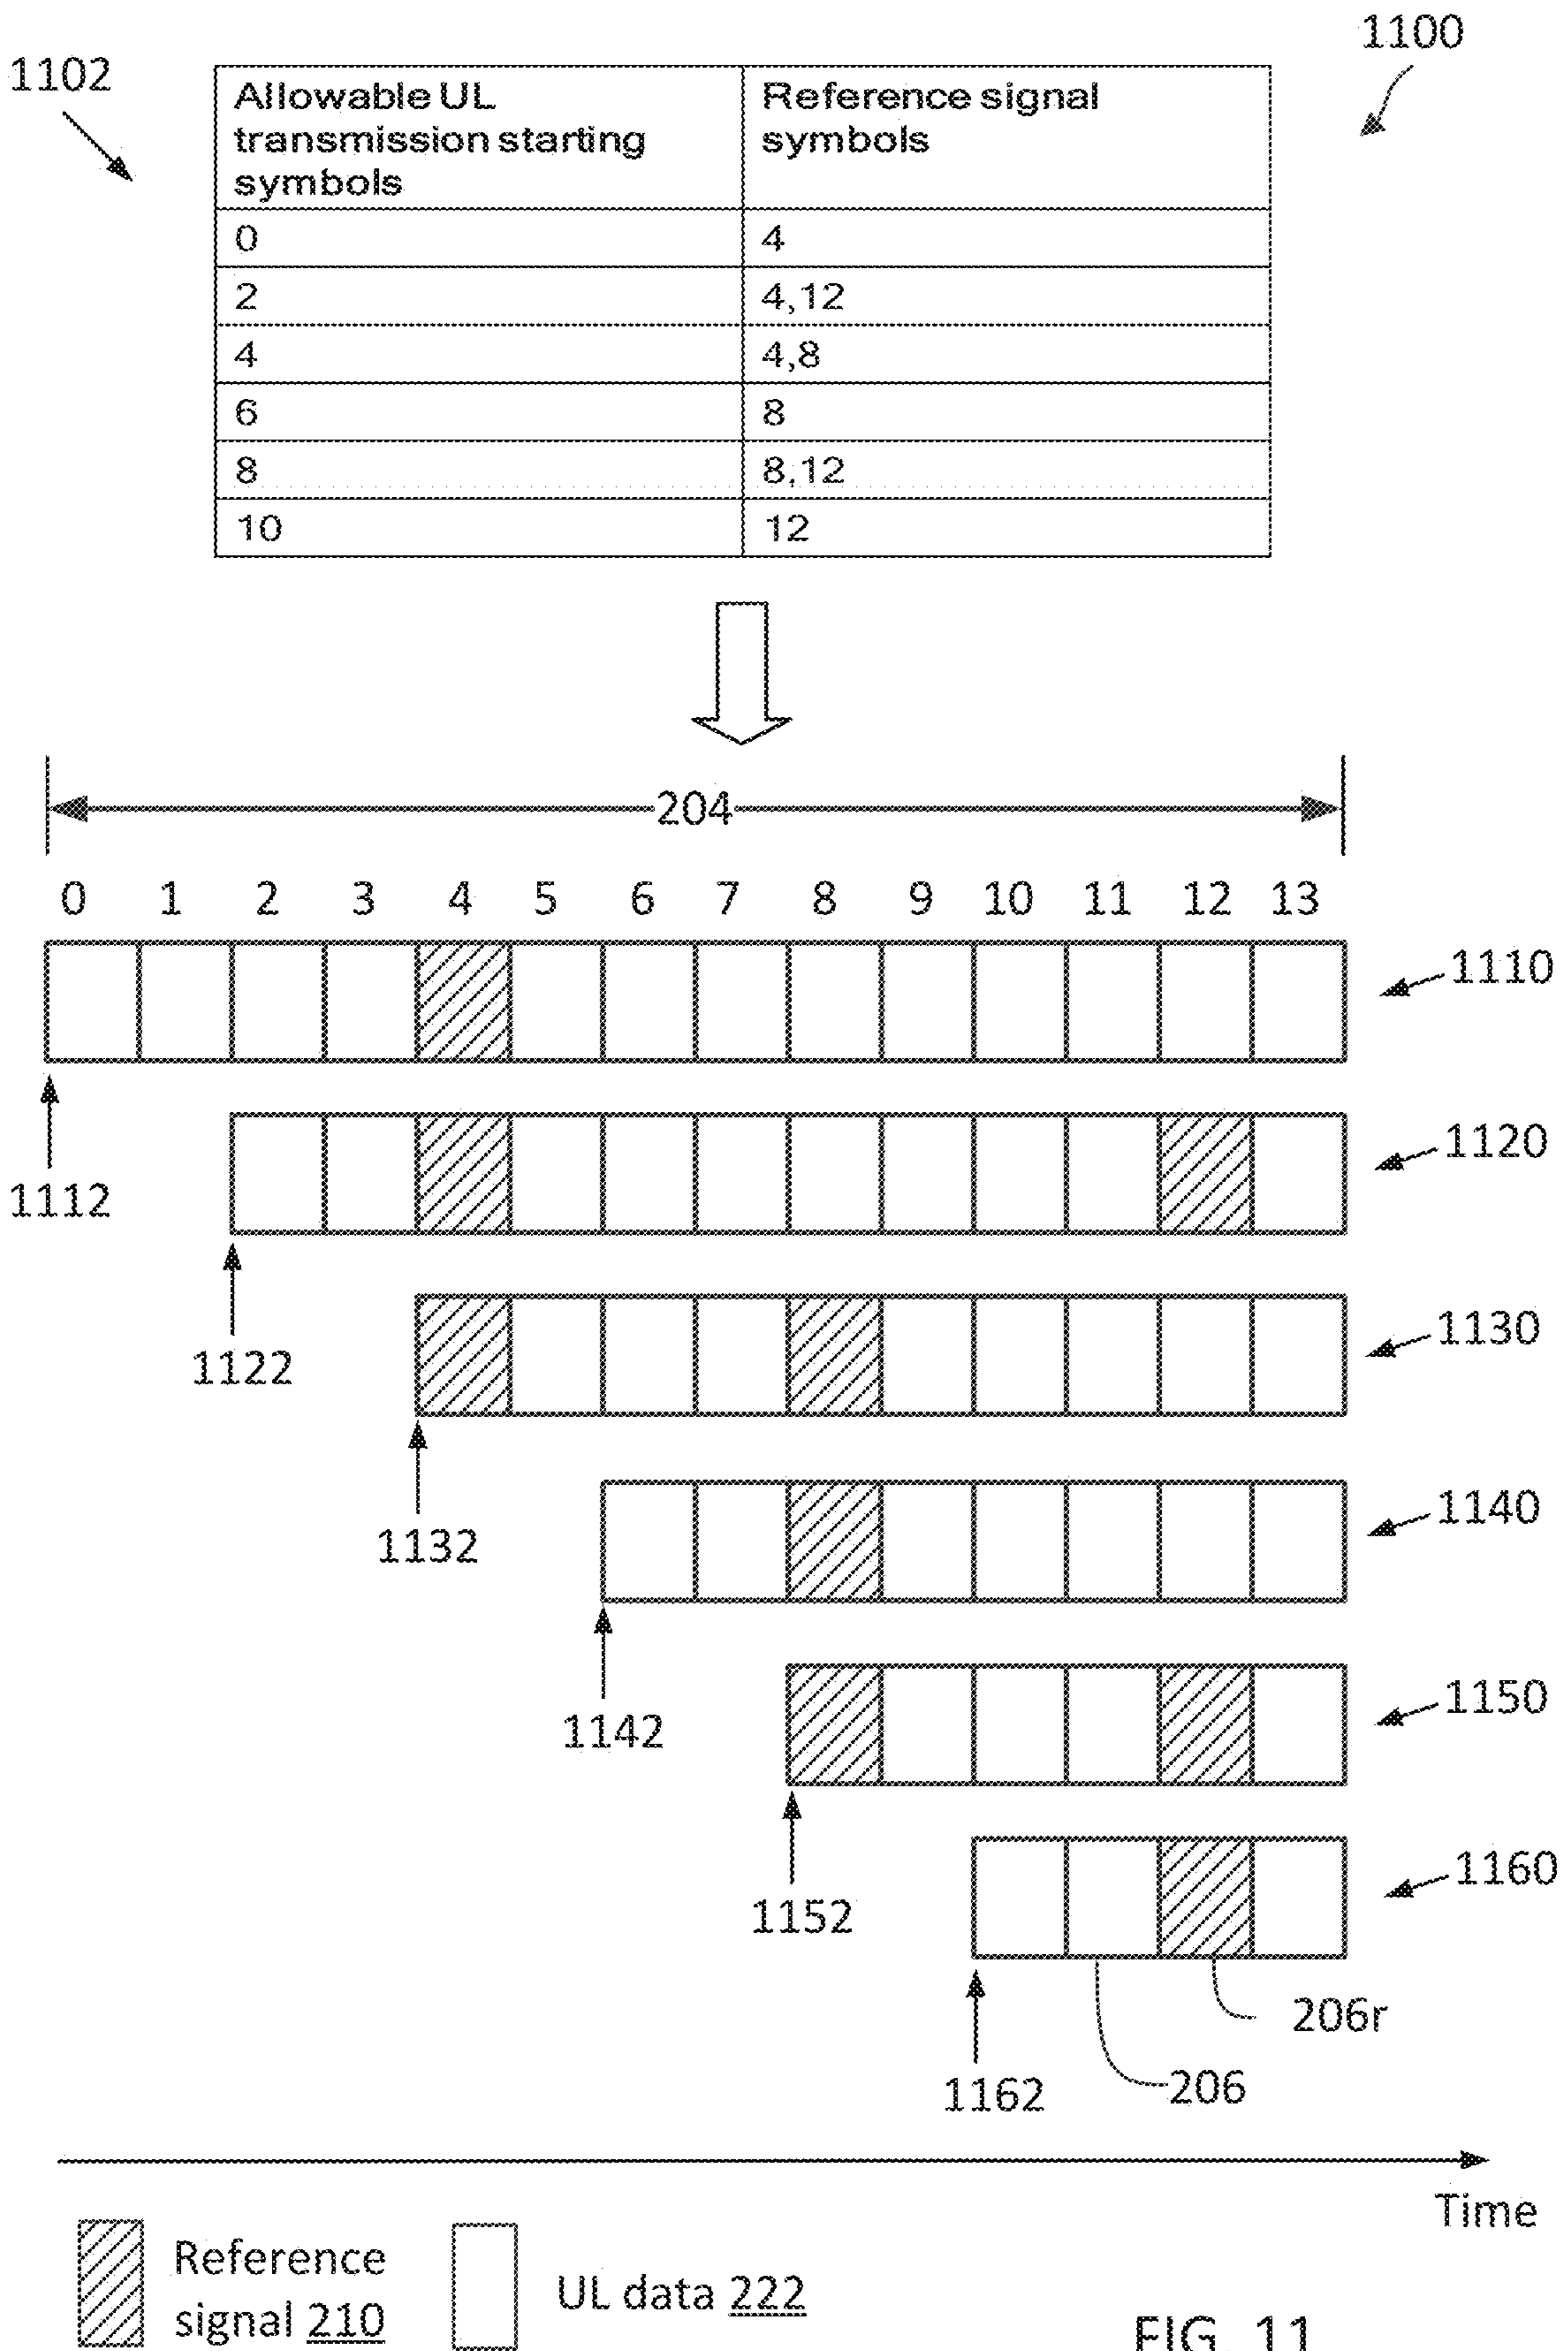 1100
1102
Allowable UL transmission starting symbols
Reference signal symbols
0 4
2 4,12
4 4,8
6 8
8 8,12
10 12
204
0 1 2 3 4 5 6 7 8 9 10 11 12 13
1110
1112
1120
1122
1130
1132
1140
1142
1150
1152
1160
1162
206r
206
Time
Reference signal 210
UL data 222
FIG. 11